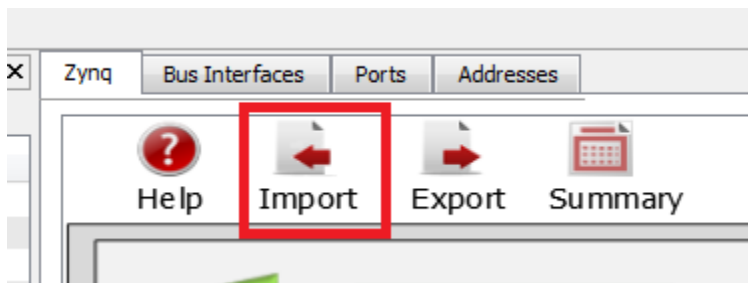 Zynq Bus Interfaces Ports Addresses
Help Import Export Summary